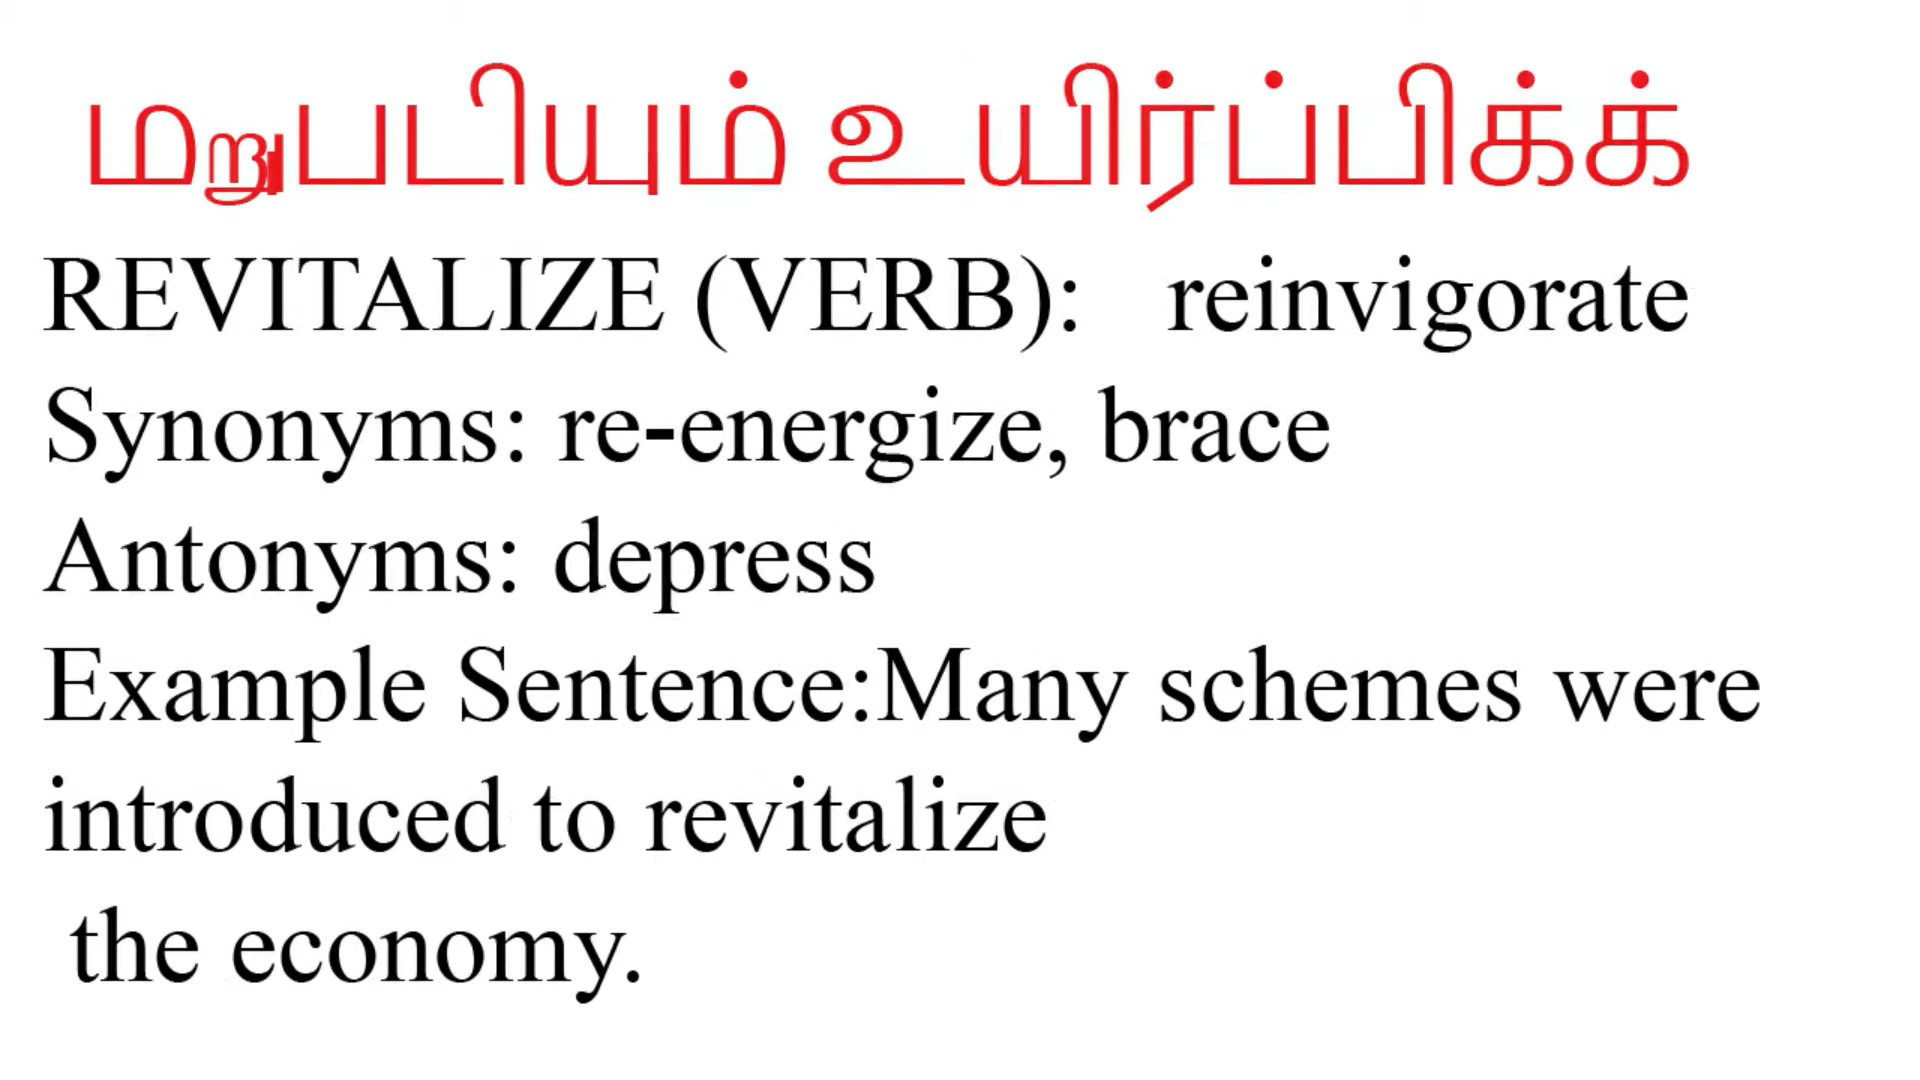 மறுபடியும் உயிர்ப்பிக்க்
REVITALIZE (VERB): reinvigorate
Synonyms: re-energize, brace
Antonyms: depress
Example Sentence:Many schemes were
introduced to revitalize
the economy.